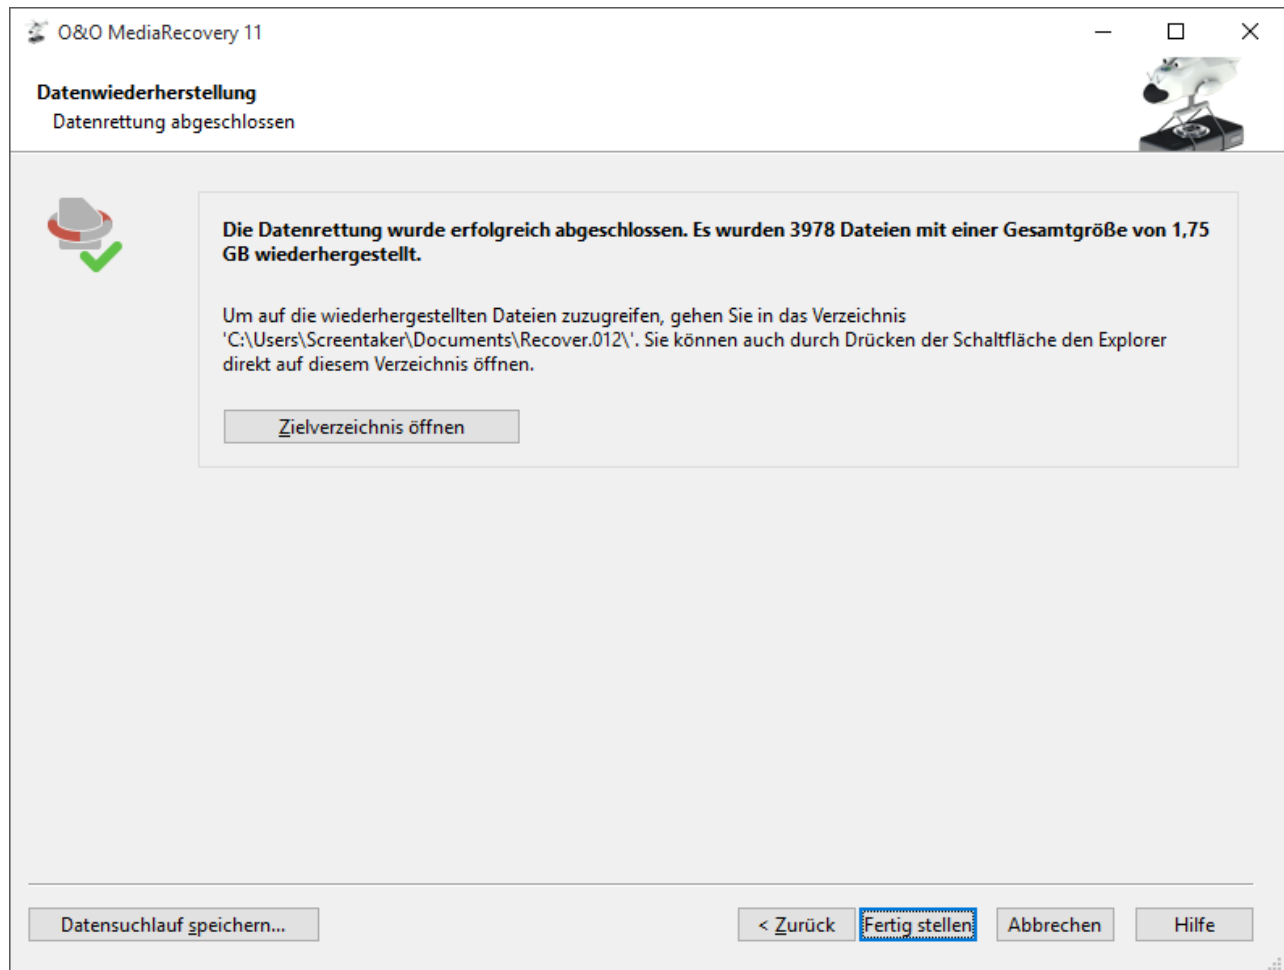 O&O MediaRecovery 11
Datenwiederherstellung
Datenrettung abgeschlossen
Die Datenrettung wurde erfolgreich abgeschlossen. Es wurden 3978 Dateien mit einer Gesamtgröße von 1,75
GB wiederhergestellt.
Um auf die wiederhergestellten Dateien zuzugreifen, gehen Sie in das Verzeichnis
'C:\Users\Screentaker\Documents\Recover.012\'. Sie können auch durch Drücken der Schaltfläche den Explorer
direkt auf diesem Verzeichnis öffnen.
Zielverzeichnis öffnen
Datensuchlauf speichern... < Zurück Fertig stellen Abbrechen Hilfe